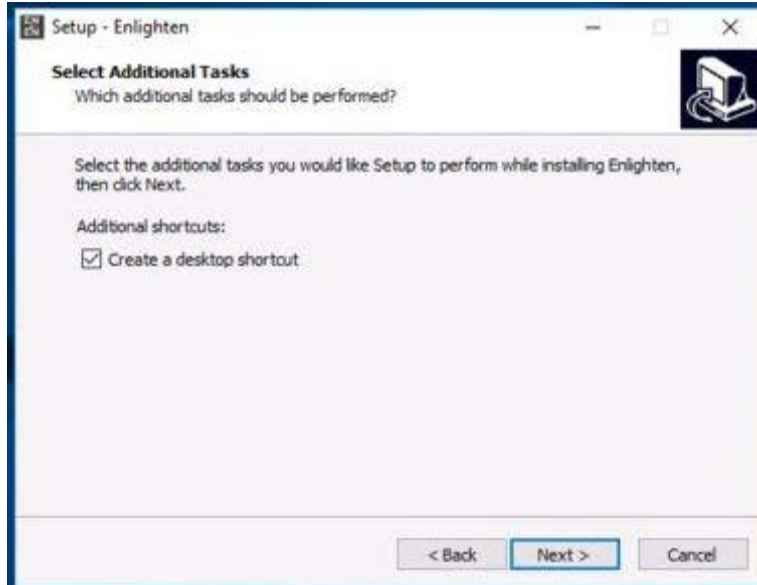 Setup - Enlighten
Select Additional Tasks
Which additional tasks should be performed?
Select the additional tasks you would like Setup to perform while installing Enlighten,
then click Next.
Additional shortcuts:
Create a desktop shortcut
< Back
Next >
Cancel